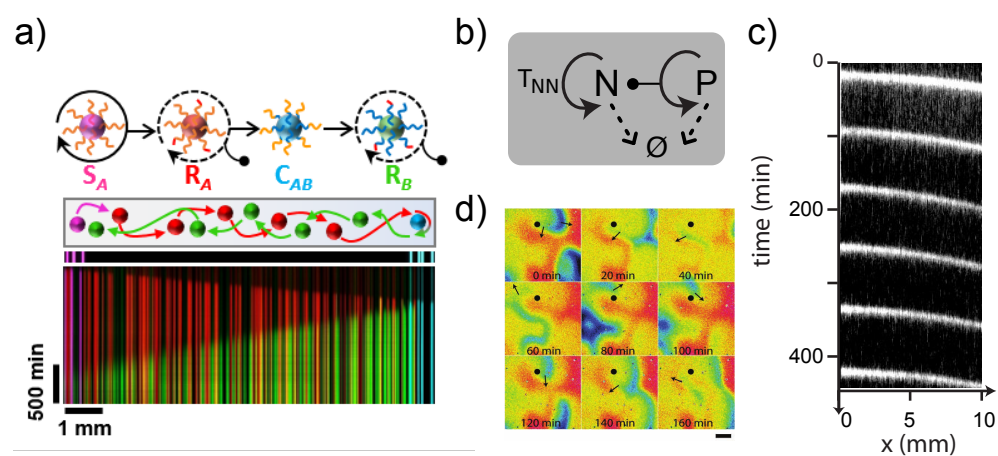 a)
S_A
R_A
C_AB
R_B
500 min
1 mm
b)
T_NN
N
P
Ø
c)
0
200
400
time (min)
0
5
10
x (mm)
d)
0 min
20 min
40 min
60 min
80 min
100 min
120 min
140 min
160 min